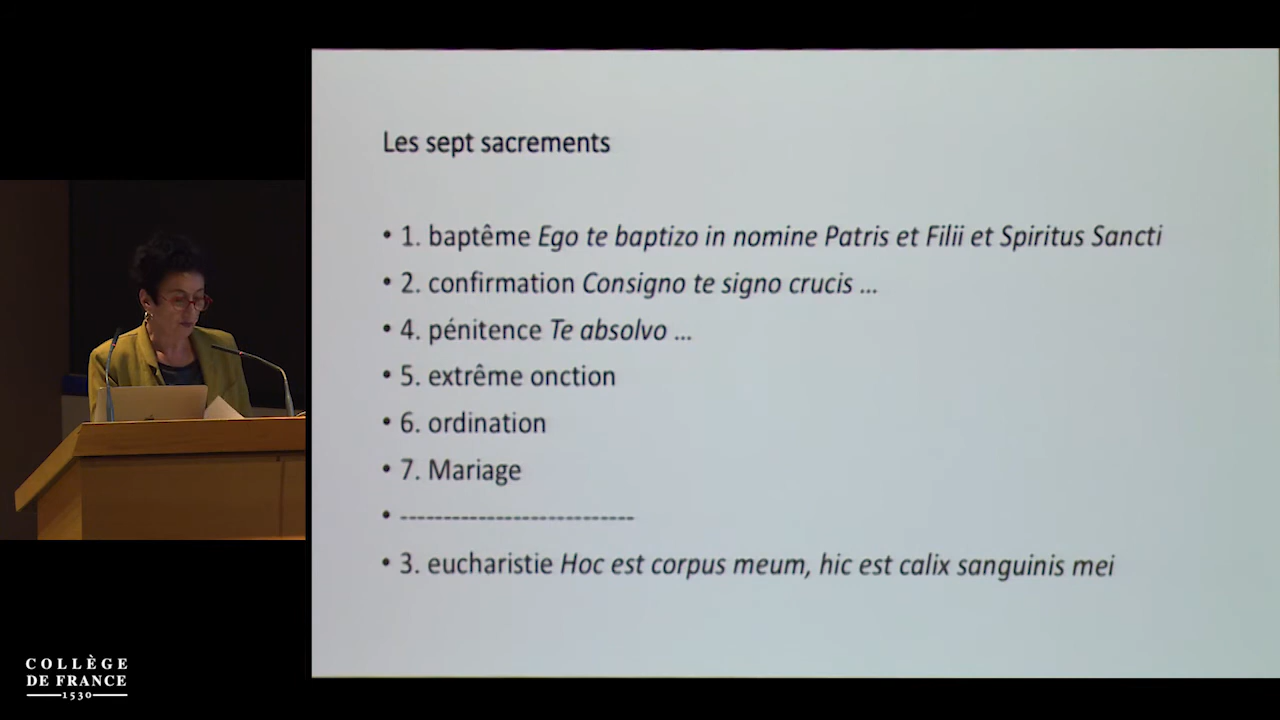 Les sept sacrements
• 1. baptême Ego te baptizo in nomine Patris et Filii et Spiritus Sancti
• 2. confirmation Consigno te signo crucis ...
• 4. pénitence Te absolvo ...
• 5. extrême onction
• 6. ordination
• 7. Mariage
• ---------------------------
• 3. eucharistie Hoc est corpus meum, hic est calix sanguinis mei
COLLÈGE
DE FRANCE
1530